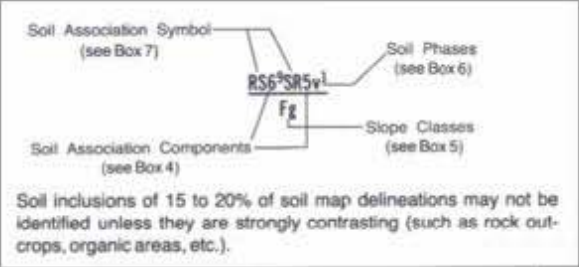 Soil Association Symbol
(see Box 7)
Soil Phases
(see Box 6)
RS6⁹SR5v¹
Fg
Slope Classes
(see Box 5)
Soil Association Components
(see Box 4)
Soil inclusions of 15 to 20% of soil map delineations may not be
identified unless they are strongly contrasting (such as rock out-
crops, organic areas, etc.).